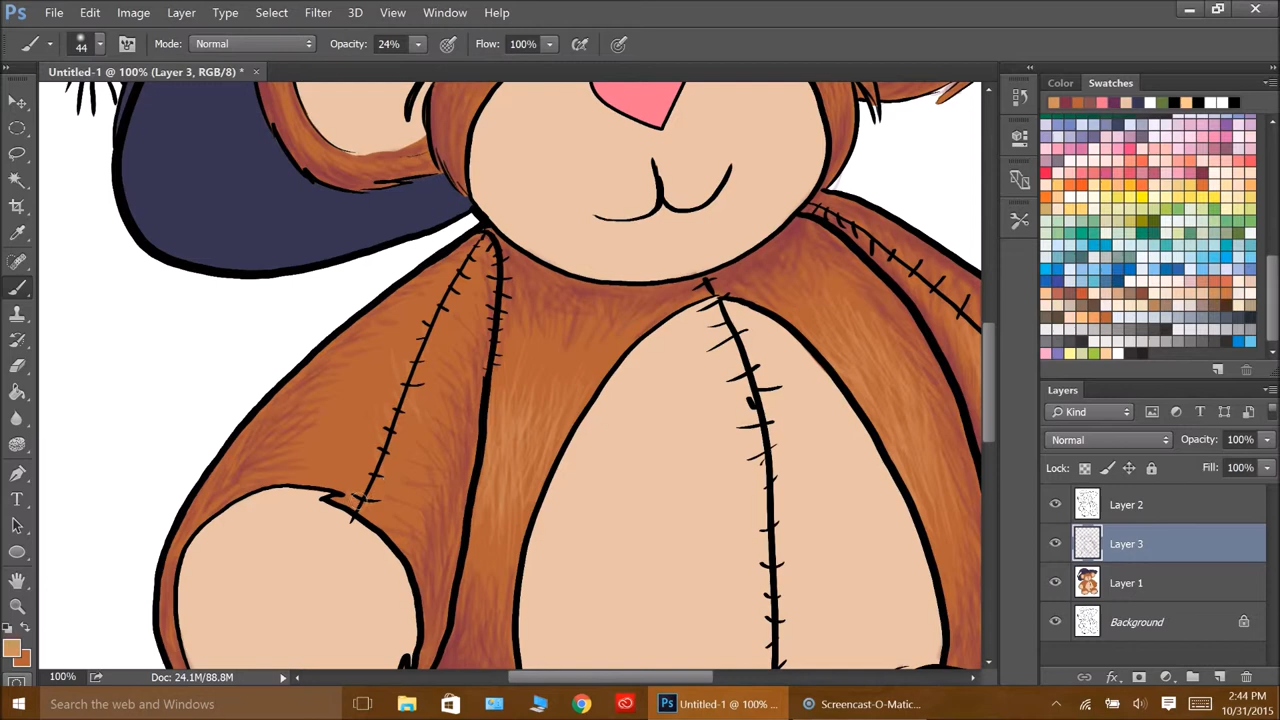 Ps File Edit Image Layer Type Select Filter 3D View Window Help
44 Mode: Normal Opacity: 24% Flow: 100%
Untitled-1 @ 100% (Layer 3, RGB/8) *
Color Swatches
Layers
Kind
Normal Opacity: 100%
Lock: Fill: 100%
Layer 2
Layer 3
Layer 1
Background
100% Doc: 24.1M/88.8M
Search the web and Windows
Untitled-1 @ 100% ...
Screencast-O-Matic...
2:44 PM
10/31/2015